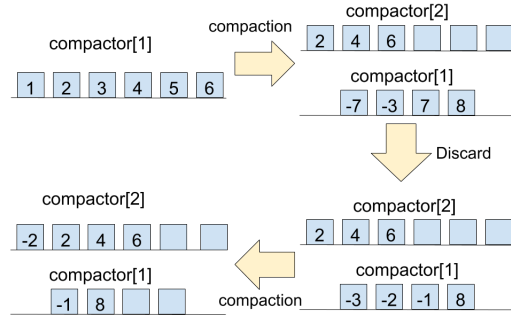 compactor[1]
1 2 3 4 5 6
compaction
compactor[2]
2 4 6
compactor[1]
-7 -3 7 8
Discard
compactor[2]
2 4 6
compactor[1]
-3 -2 -1 8
compaction
compactor[2]
-2 2 4 6
compactor[1]
-1 8